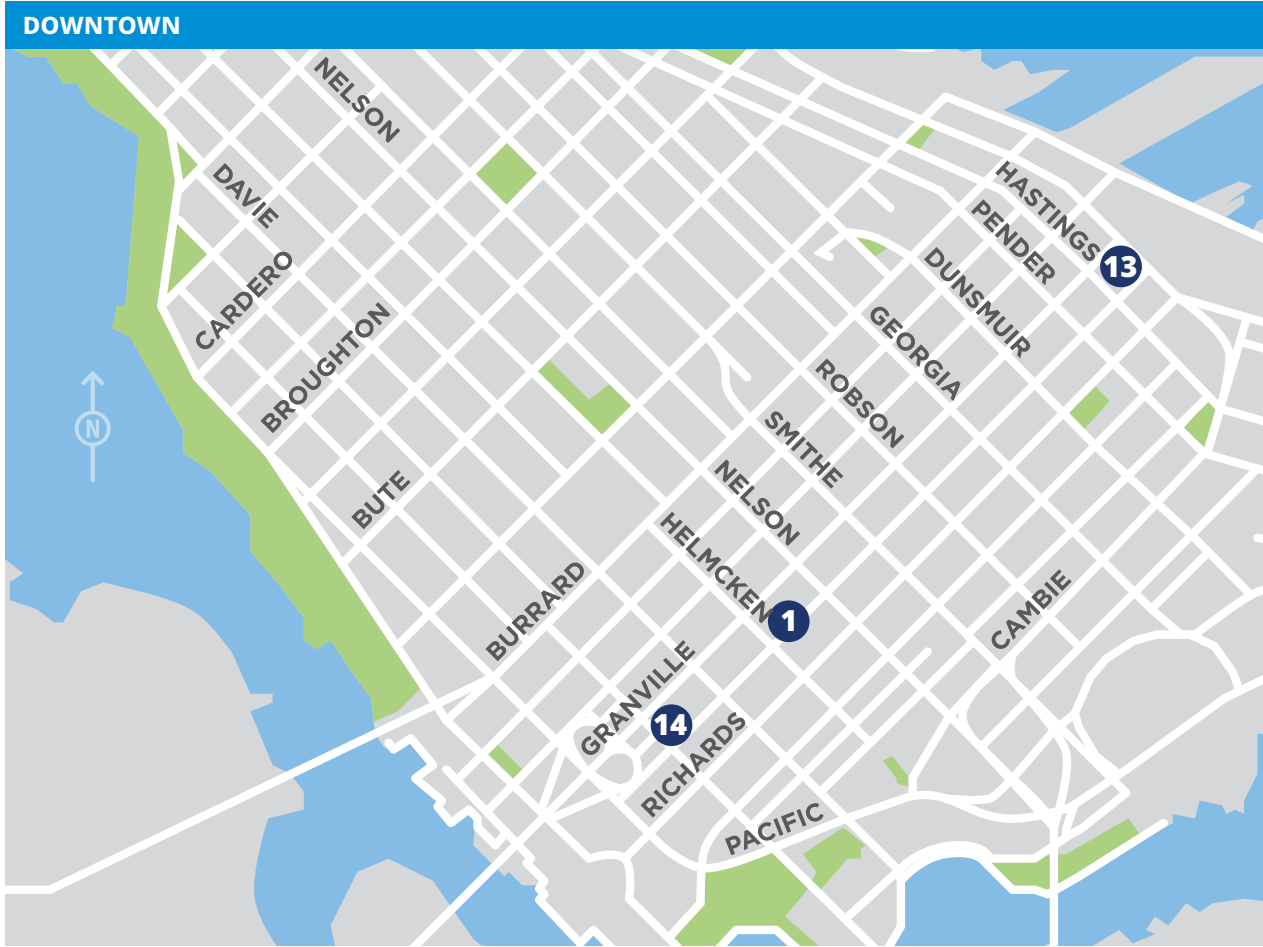 DOWNTOWN
NELSON
HASTINGS
DAVIE
PENDER
13
CARDERO
DUNSMUIR
BROUGHTON
GEORGIA
ROBSON
N
SMITHE
BUTE
NELSON
HELMCKEN
1
BURRARD
CAMBIE
GRANVILLE
14
RICHARDS
PACIFIC